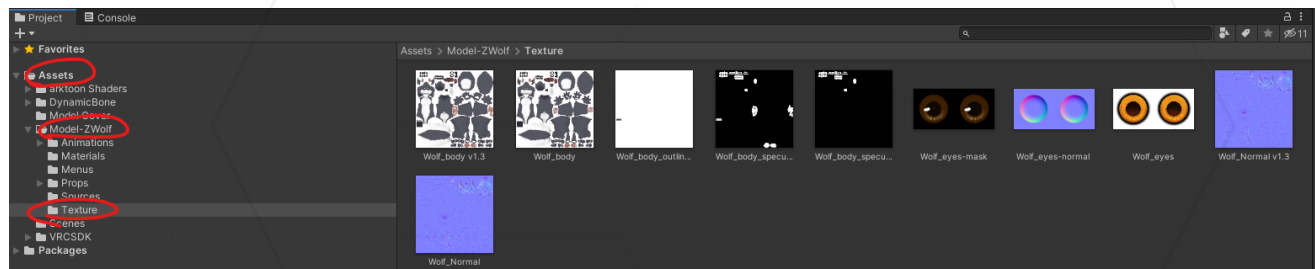 Project Console
11
Favorites
Assets > Model-ZWolf > Texture
Assets
arktoon Shaders
DynamicBone
Model Cover
Model-ZWolf
Animations
Materials
Menus
Props
Sources
Texture
Scenes
VRCSDK
Packages
Wolf_body v1.3
Wolf_body
Wolf_body_outlin...
Wolf_body_specu...
Wolf_body_specu...
Wolf_eyes-mask
Wolf_eyes-normal
Wolf_eyes
Wolf_Normal v1.3
Wolf_Normal